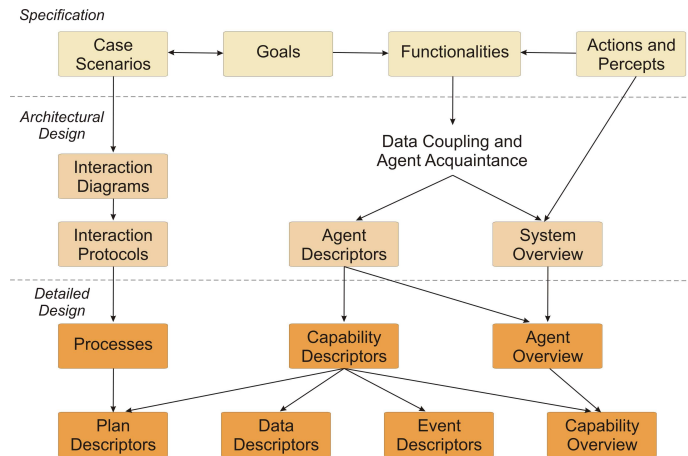 Specification
Case
Scenarios
Goals
Functionalities
Actions and
Percepts
Architectural
Design
Data Coupling and
Agent Acquaintance
Interaction
Diagrams
Interaction
Protocols
Agent
Descriptors
System
Overview
Detailed
Design
Processes
Capability
Descriptors
Agent
Overview
Plan
Descriptors
Data
Descriptors
Event
Descriptors
Capability
Overview